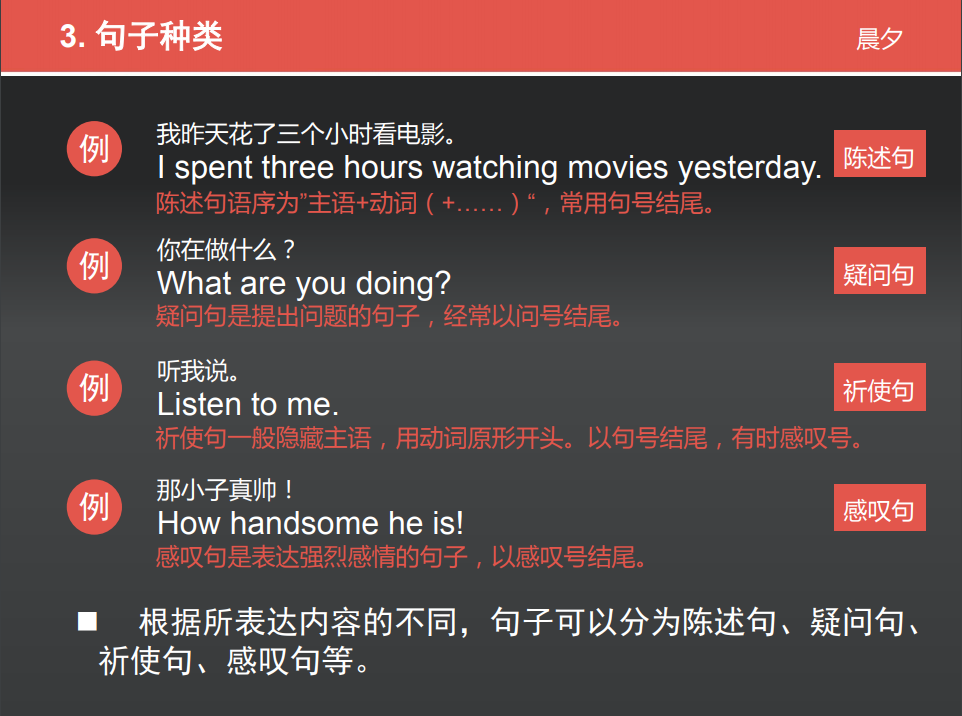 3. 句子种类
晨夕
例
我昨天花了三个小时看电影。
I spent three hours watching movies yesterday.
陈述句语序为”主语+动词（+……）“，常用句号结尾。
陈述句
例
你在做什么？
What are you doing?
疑问句是提出问题的句子，经常以问号结尾。
疑问句
例
听我说。
Listen to me.
祈使句一般隐藏主语，用动词原形开头。以句号结尾，有时感叹号。
祈使句
例
那小子真帅！
How handsome he is!
感叹句是表达强烈感情的句子，以感叹号结尾。
感叹句
■ 根据所表达内容的不同，句子可以分为陈述句、疑问句、
祈使句、感叹句等。